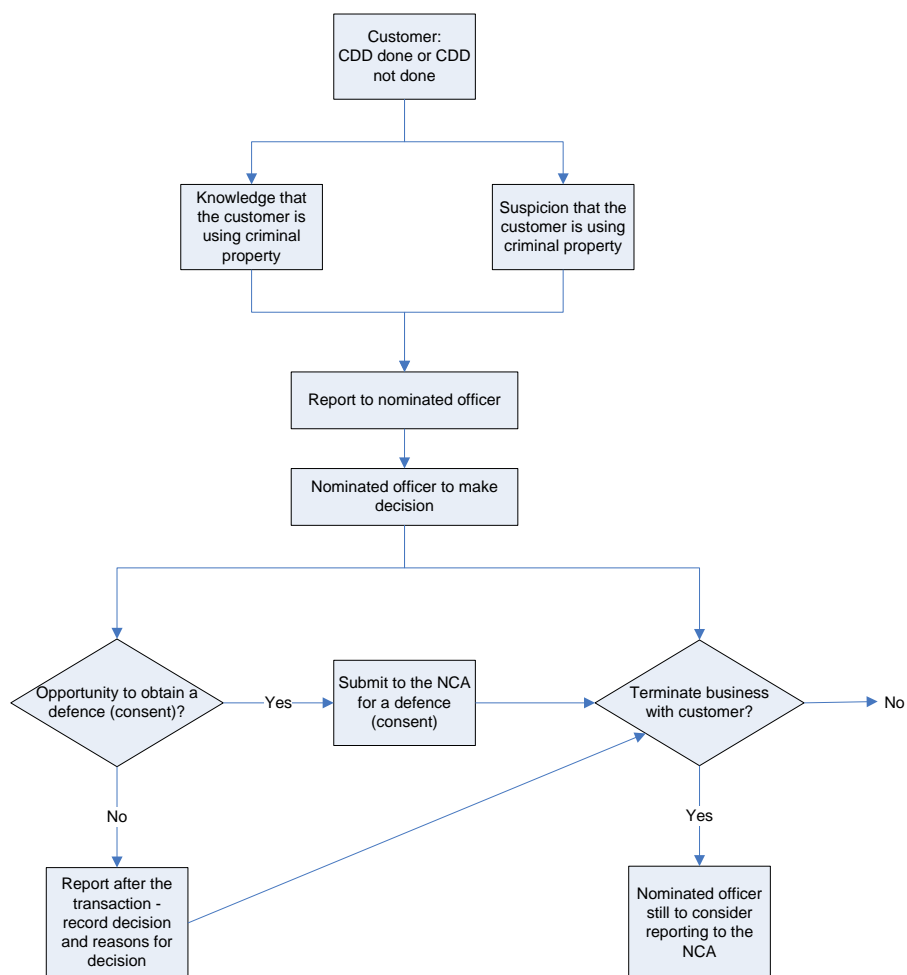 Customer:
CDD done or CDD
not done
Knowledge that
the customer is
using criminal
property
Suspicion that the
customer is using
criminal property
Report to nominated officer
Nominated officer to make
decision
Opportunity to obtain a
defence (consent)?
Yes
Submit to the NCA
for a defence
(consent)
Terminate business
with customer?
No
No
Yes
Report after the
transaction -
record decision
and reasons for
decision
Nominated officer
still to consider
reporting to the
NCA